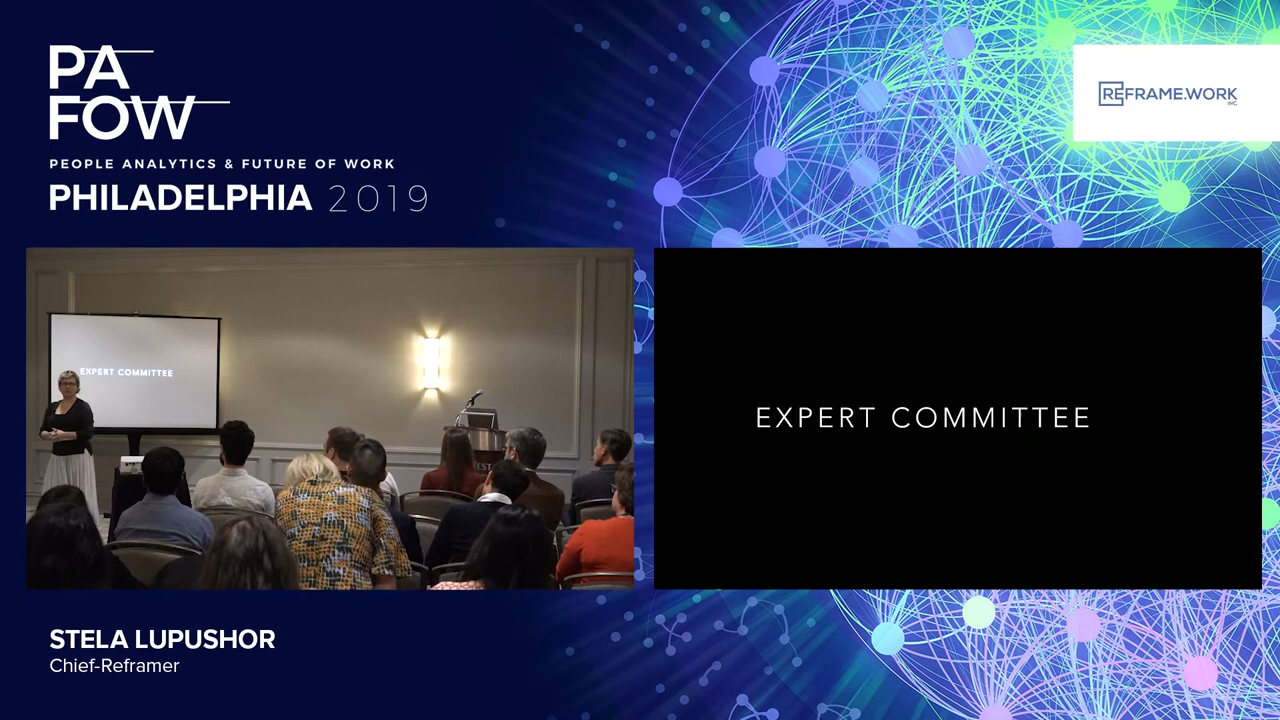 PA
FOW
PEOPLE ANALYTICS & FUTURE OF WORK
PHILADELPHIA 2019
REFRAME.WORK
INC.
EXPERT COMMITTEE
EXPERT COMMITTEE
STELA LUPUSHOR
Chief-Reframer